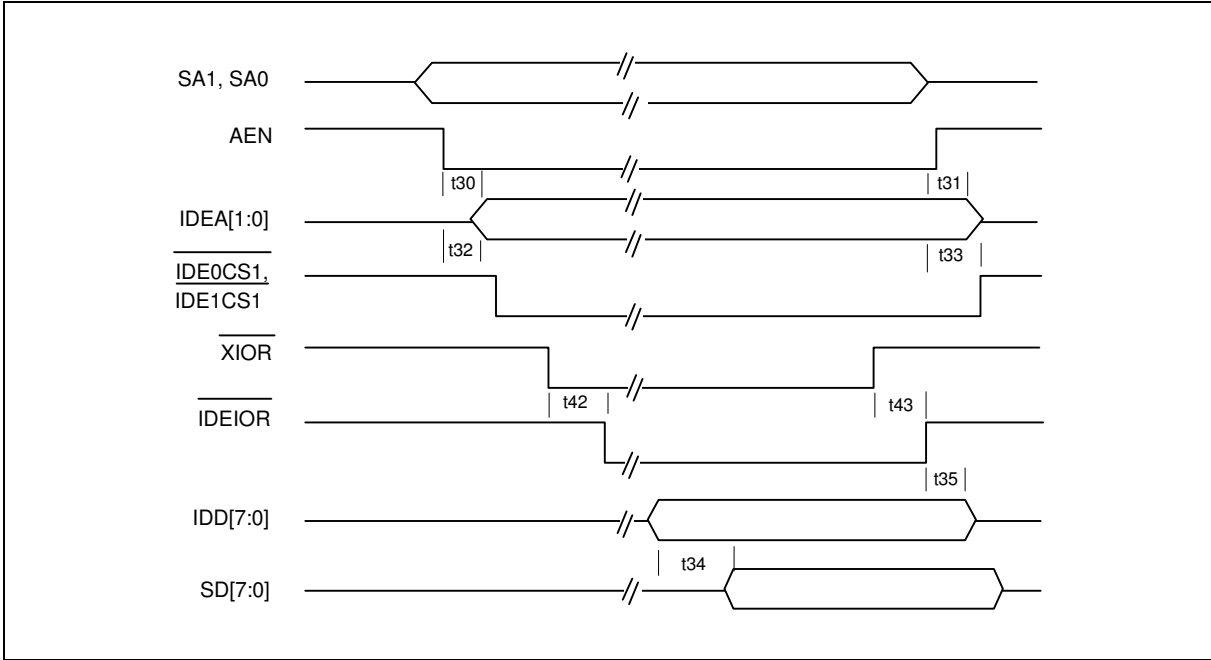 SA1, SA0
AEN
t30
t31
IDEA[1:0]
t32
t33
IDE0CS1,
IDE1CS1
XIOR
t42
t43
IDEIOR
t35
IDD[7:0]
t34
SD[7:0]